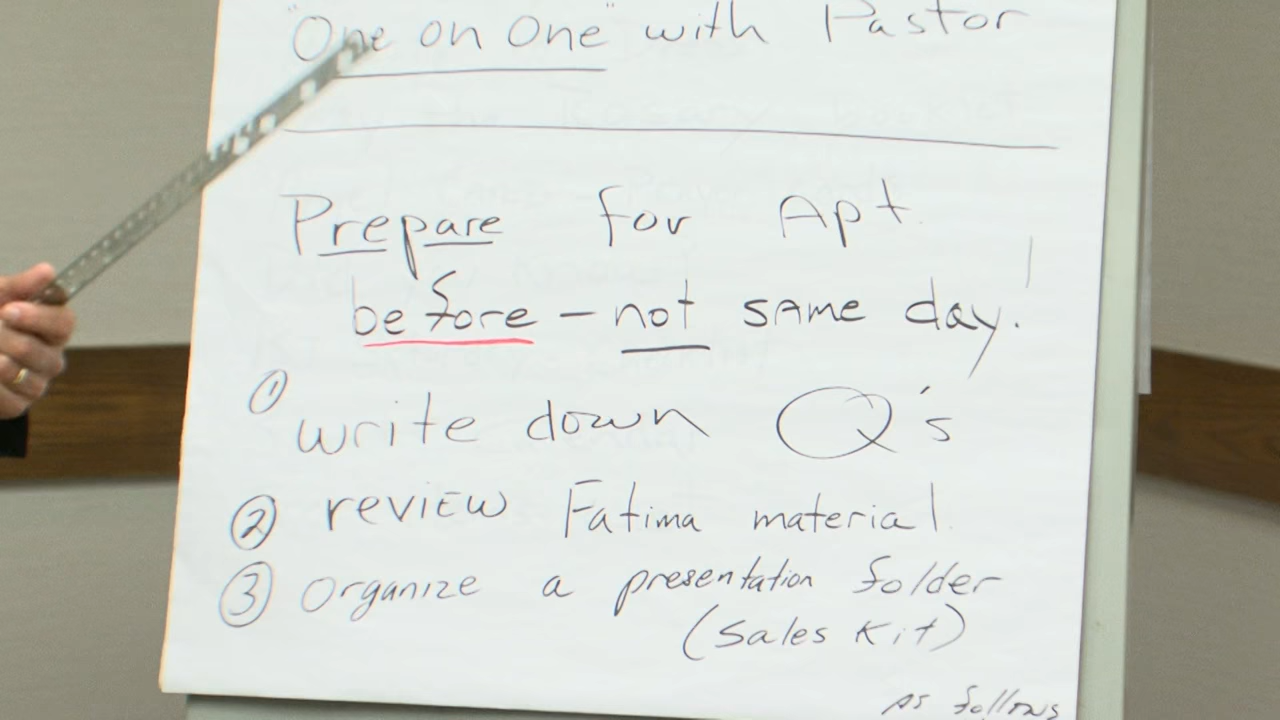 "One on One" with Pastor
Prepare for Apt.
before - not same day!
① write down Q's
② review Fatima material.
③ Organize a presentation folder
(Sales Kit)
As follows